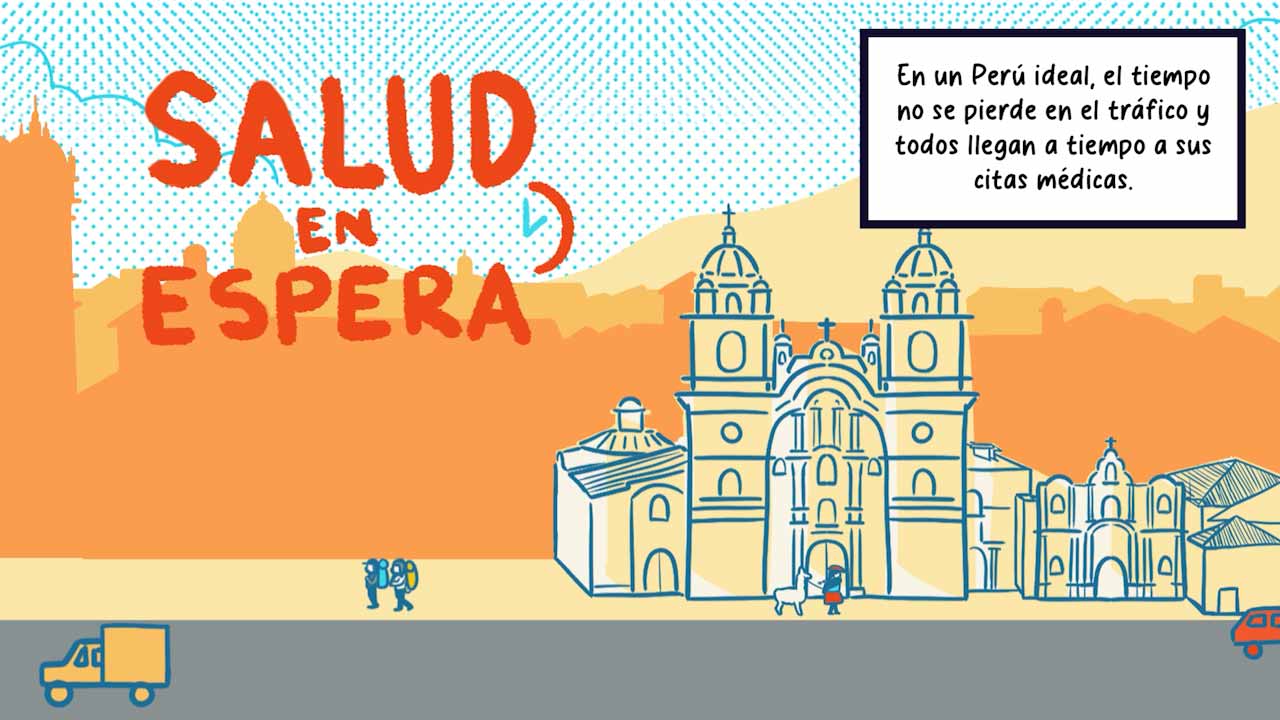 SALUD
EN
ESPERA
En un Perú ideal, el tiempo
no se pierde en el tráfico y
todos llegan a tiempo a sus
citas médicas.